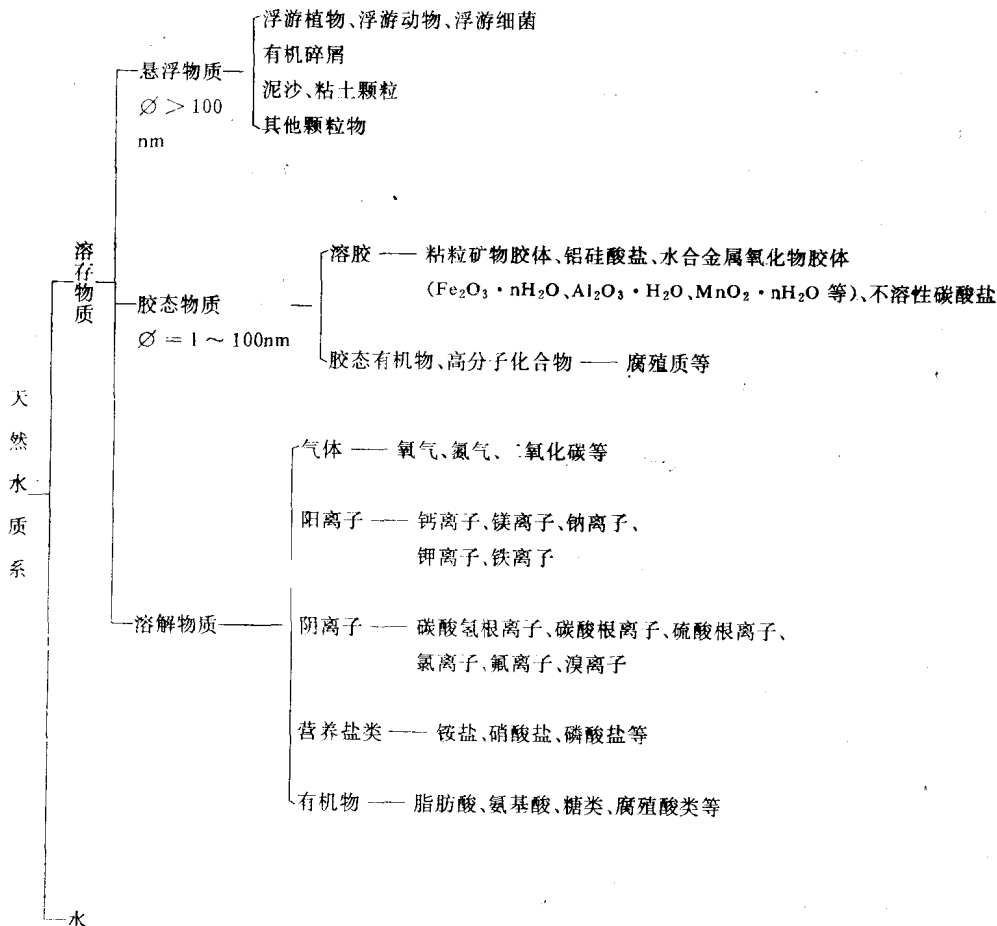 浮游植物、浮游动物、浮游细菌
有机碎屑
悬浮物质
泥沙、粘土颗粒
∅ > 100
其他颗粒物
nm
溶存物质
溶胶 —— 粘粒矿物胶体、铝硅酸盐、水合金属氧化物胶体
(Fe₂O₃·nH₂O、Al₂O₃·H₂O、MnO₂·nH₂O 等)、不溶性碳酸盐
胶态物质
∅ = 1 ~ 100nm
胶态有机物、高分子化合物 —— 腐殖质等
天然水质系
气体 —— 氧气、氮气、二氧化碳等
阳离子 —— 钙离子、镁离子、钠离子、
钾离子、铁离子
溶解物质
阴离子 —— 碳酸氢根离子、碳酸根离子、硫酸根离子、
氯离子、氟离子、溴离子
营养盐类 —— 铵盐、硝酸盐、磷酸盐等
有机物 —— 脂肪酸、氨基酸、糖类、腐殖酸类等
水